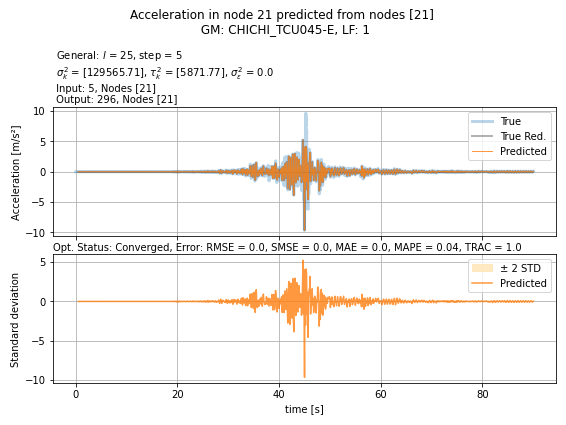 Acceleration in node 21 predicted from nodes [21]
GM: CHICHI_TCU045-E, LF: 1
General: l = 25, step = 5
σ²ₖ = [129565.71], τ²ₖ = [5871.77], σ²ε = 0.0
Input: 5, Nodes [21]
Output: 296, Nodes [21]
Acceleration [m/s²]
10
5
0
−5
−10
True
True Red.
Predicted
Opt. Status: Converged, Error: RMSE = 0.0, SMSE = 0.0, MAE = 0.0, MAPE = 0.04, TRAC = 1.0
Standard deviation
5
0
−5
−10
± 2 STD
Predicted
0 20 40 60 80
time [s]